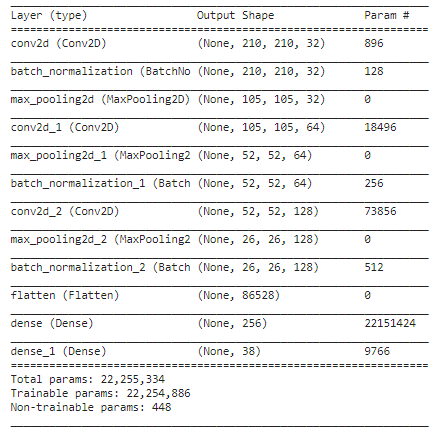 Layer (type) Output Shape Param #
conv2d (Conv2D) (None, 210, 210, 32) 896
batch_normalization (BatchNo (None, 210, 210, 32) 128
max_pooling2d (MaxPooling2D) (None, 105, 105, 32) 0
conv2d_1 (Conv2D) (None, 105, 105, 64) 18496
max_pooling2d_1 (MaxPooling2 (None, 52, 52, 64) 0
batch_normalization_1 (Batch (None, 52, 52, 64) 256
conv2d_2 (Conv2D) (None, 52, 52, 128) 73856
max_pooling2d_2 (MaxPooling2 (None, 26, 26, 128) 0
batch_normalization_2 (Batch (None, 26, 26, 128) 512
flatten (Flatten) (None, 86528) 0
dense (Dense) (None, 256) 22151424
dense_1 (Dense) (None, 38) 9766
Total params: 22,255,334
Trainable params: 22,254,886
Non-trainable params: 448